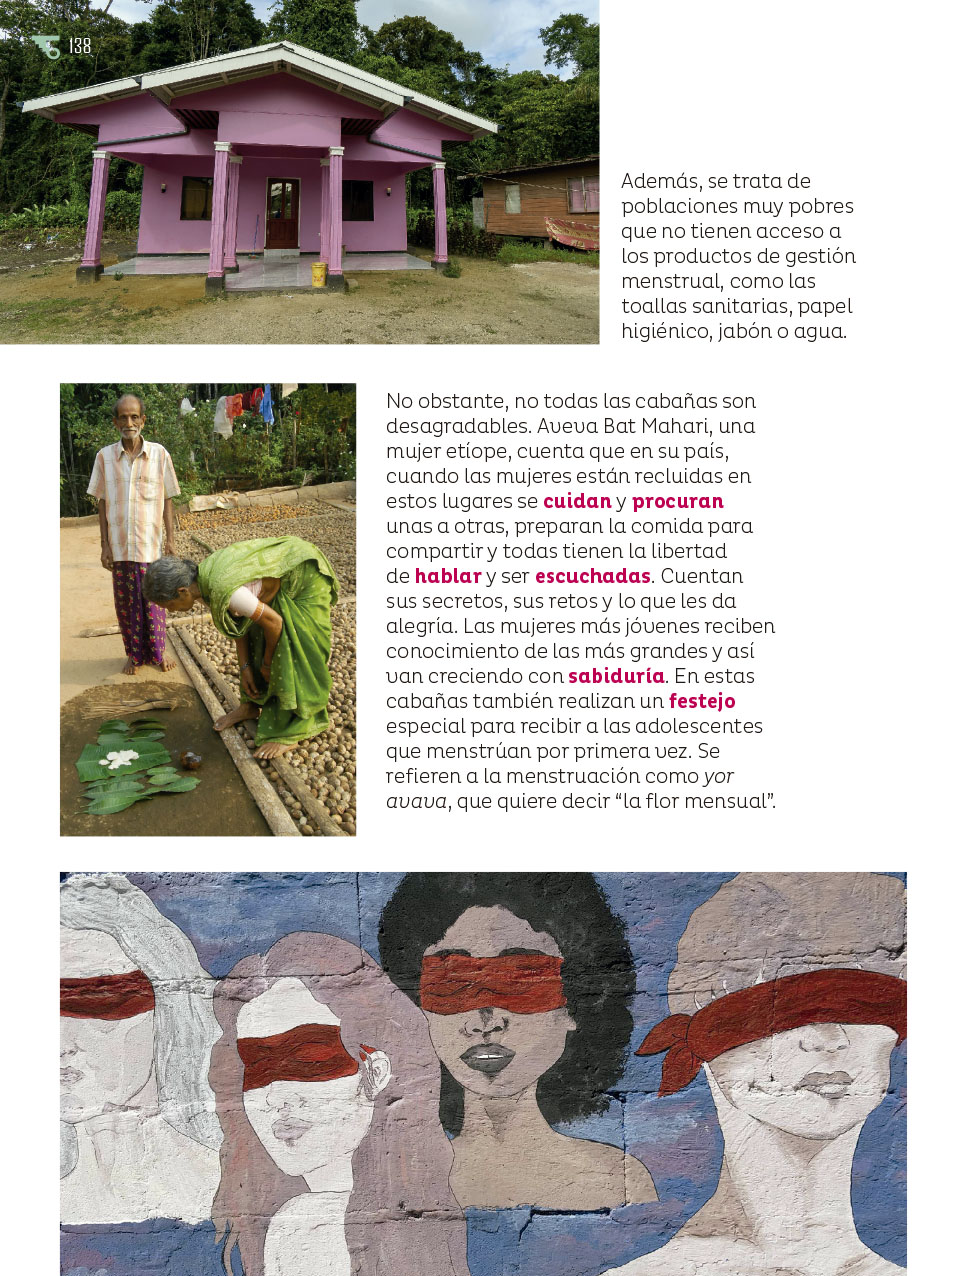 138
Además, se trata de
poblaciones muy pobres
que no tienen acceso a
los productos de gestión
menstrual, como las
toallas sanitarias, papel
higiénico, jabón o agua.
No obstante, no todas las cabañas son
desagradables. Aveva Bat Mahari, una
mujer etíope, cuenta que en su país,
cuando las mujeres están recluidas en
estos lugares se cuidan y procuran
unas a otras, preparan la comida para
compartir y todas tienen la libertad
de hablar y ser escuchadas. Cuentan
sus secretos, sus retos y lo que les da
alegría. Las mujeres más jóvenes reciben
conocimiento de las más grandes y así
van creciendo con sabiduría. En estas
cabañas también realizan un festejo
especial para recibir a las adolescentes
que menstrúan por primera vez. Se
refieren a la menstruación como yor
avava, que quiere decir “la flor mensual”.